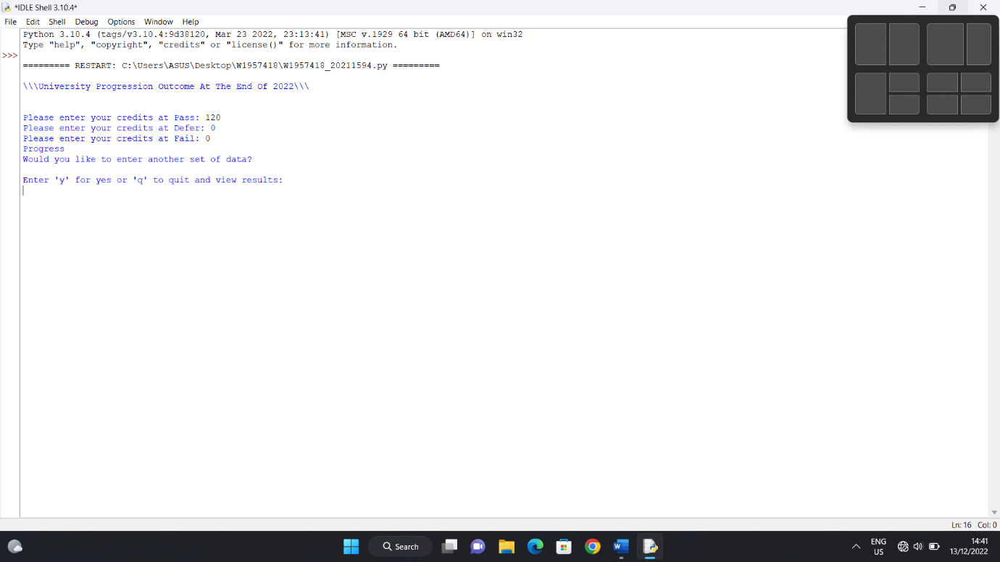 *IDLE Shell 3.10.4*
File Edit Shell Debug Options Window Help
Python 3.10.4 (tags/v3.10.4:9d38120, Mar 23 2022, 23:13:41) [MSC v.1929 64 bit (AMD64)] on win32
Type "help", "copyright", "credits" or "license()" for more information.
>>>
========= RESTART: C:\Users\ASUS\Desktop\W1957418\W1957418_20211594.py =========
\\\University Progression Outcome At The End Of 2022\\\
Please enter your credits at Pass: 120
Please enter your credits at Defer: 0
Please enter your credits at Fail: 0
Progress
Would you like to enter another set of data?
Enter 'y' for yes or 'q' to quit and view results:
Ln: 16 Col: 0
Search
W
ENG
US
14:41
13/12/2022